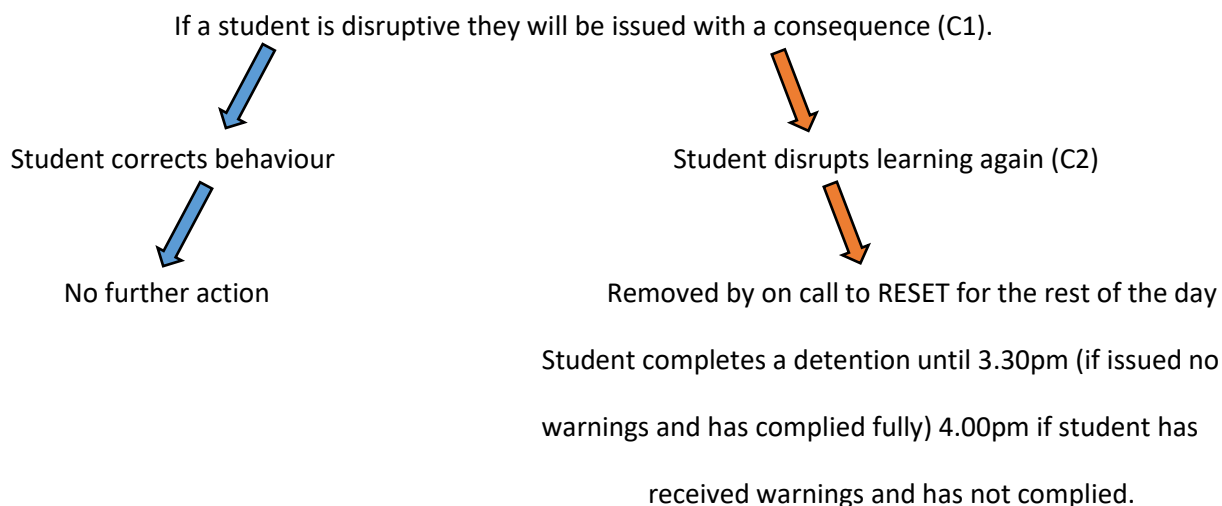 If a student is disruptive they will be issued with a consequence (C1).
Student corrects behaviour
Student disrupts learning again (C2)
No further action
Removed by on call to RESET for the rest of the day
Student completes a detention until 3.30pm (if issued no
warnings and has complied fully) 4.00pm if student has
received warnings and has not complied.